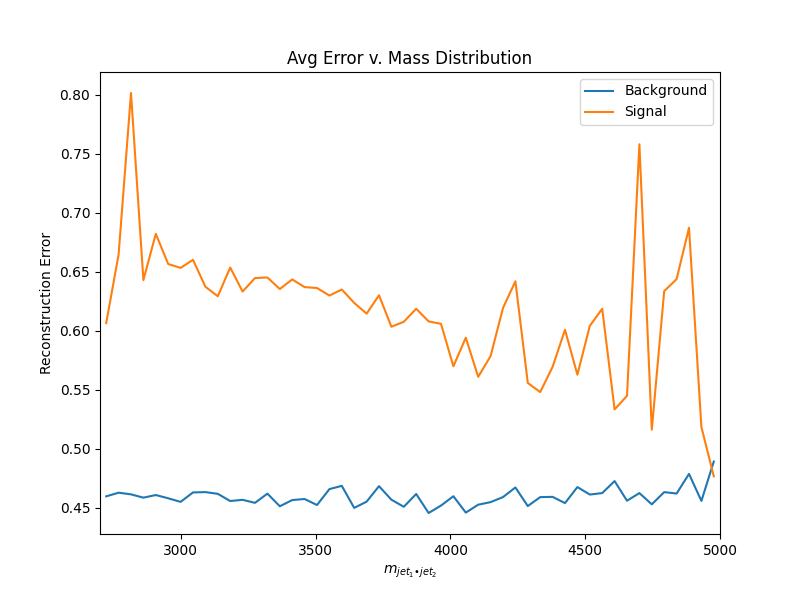 Avg Error v. Mass Distribution
Background
Signal
0.80
0.75
0.70
0.65
0.60
0.55
0.50
0.45
Reconstruction Error
3000 3500 4000 4500 5000
m_{jet_1•jet_2}